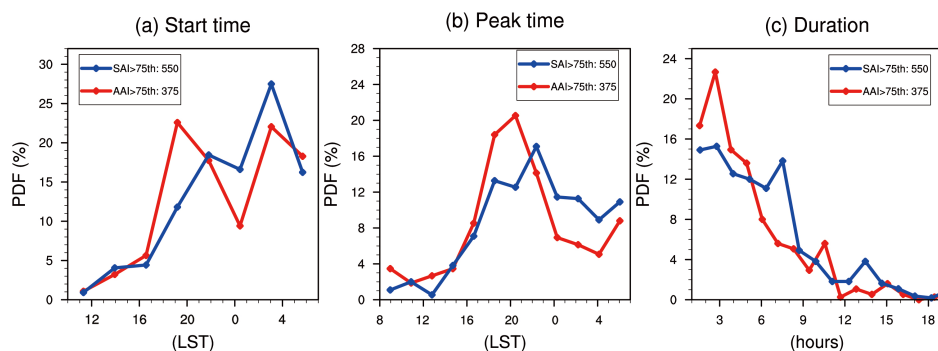 (a) Start time
PDF (%)
30
25
20
15
10
5
0
SAI>75th: 550
AAI>75th: 375
12 16 20 0 4
(LST)
(b) Peak time
PDF (%)
28
24
20
16
12
8
4
0
SAI>75th: 550
AAI>75th: 375
8 12 16 20 0 4
(LST)
(c) Duration
PDF (%)
24
20
16
12
8
4
0
SAI>75th: 550
AAI>75th: 375
3 6 9 12 15 18
(hours)